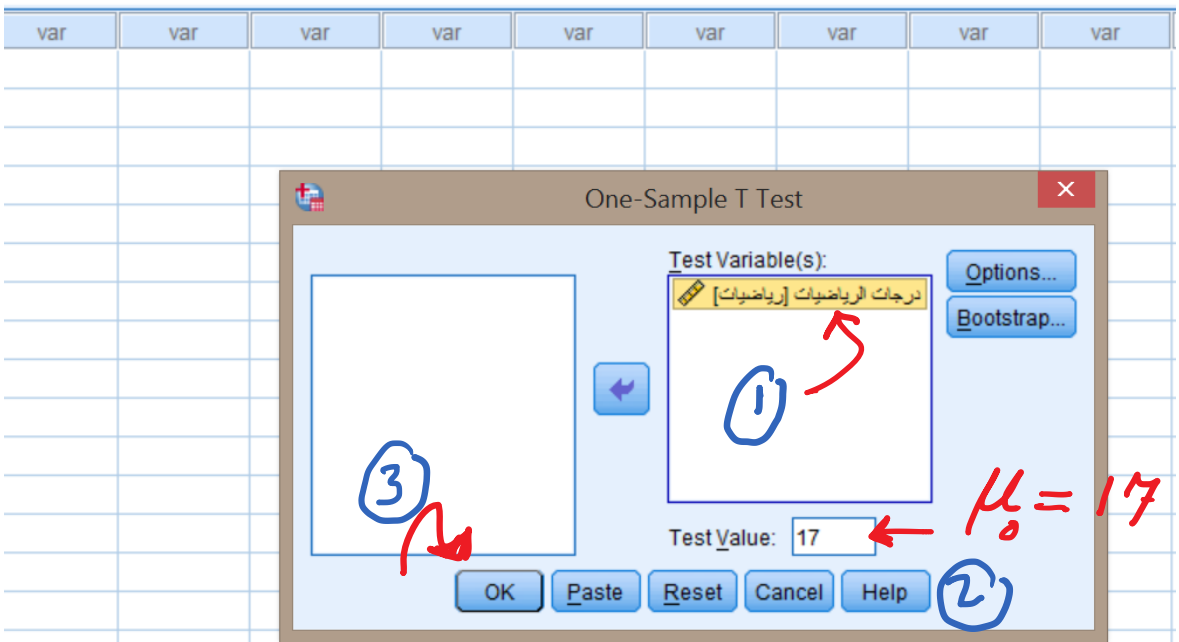 var var var var var var var var var
One-Sample T Test
Test Variable(s):
درجات الرياضيات [رياضيات]
Options...
Bootstrap...
1
3
μ₀ = 17
Test Value: 17
2
OK Paste Reset Cancel Help